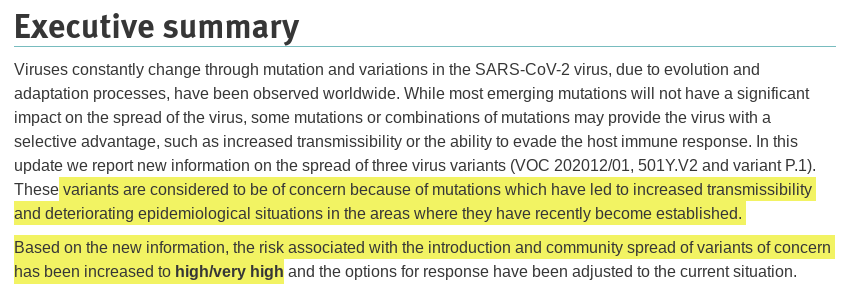 Executive summary
Viruses constantly change through mutation and variations in the SARS-CoV-2 virus, due to evolution and
adaptation processes, have been observed worldwide. While most emerging mutations will not have a significant
impact on the spread of the virus, some mutations or combinations of mutations may provide the virus with a
selective advantage, such as increased transmissibility or the ability to evade the host immune response. In this
update we report new information on the spread of three virus variants (VOC 202012/01, 501Y.V2 and variant P.1).
These variants are considered to be of concern because of mutations which have led to increased transmissibility
and deteriorating epidemiological situations in the areas where they have recently become established.
Based on the new information, the risk associated with the introduction and community spread of variants of concern
has been increased to high/very high and the options for response have been adjusted to the current situation.